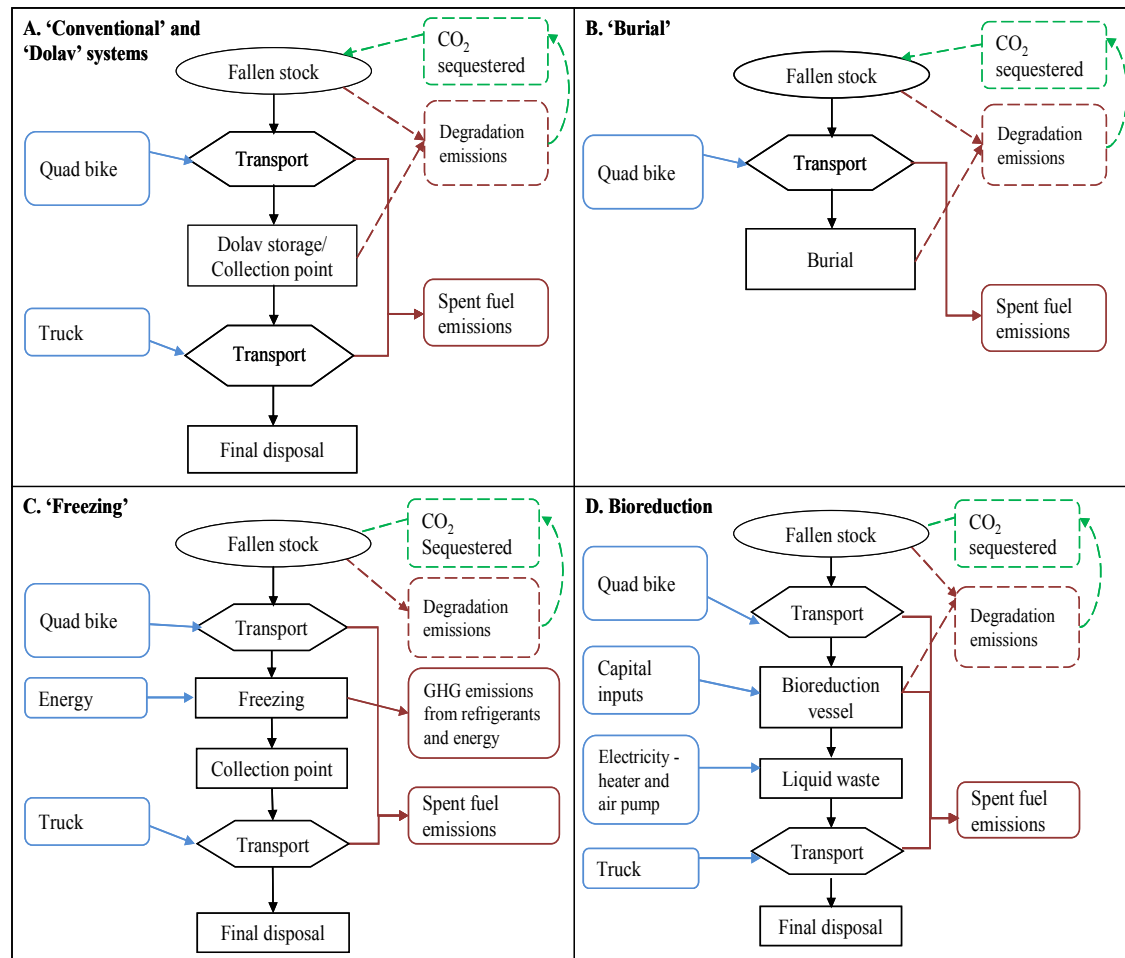 A. ‘Conventional’ and
‘Dolav’ systems
CO2
sequestered
Fallen stock
Degradation
emissions
Quad bike
Transport
Dolav storage/
Collection point
Spent fuel
emissions
Truck
Transport
Final disposal
B. ‘Burial’
CO2
sequestered
Fallen stock
Degradation
emissions
Quad bike
Transport
Burial
Spent fuel
emissions
C. ‘Freezing’
CO2
Sequestered
Fallen stock
Degradation
emissions
Quad bike
Transport
Energy
Freezing
GHG emissions
from refrigerants
and energy
Collection point
Spent fuel
emissions
Truck
Transport
Final disposal
D. Bioreduction
CO2
sequestered
Fallen stock
Quad bike
Transport
Degradation
emissions
Capital
inputs
Bioreduction
vessel
Electricity -
heater and
air pump
Liquid waste
Spent fuel
emissions
Truck
Transport
Final disposal